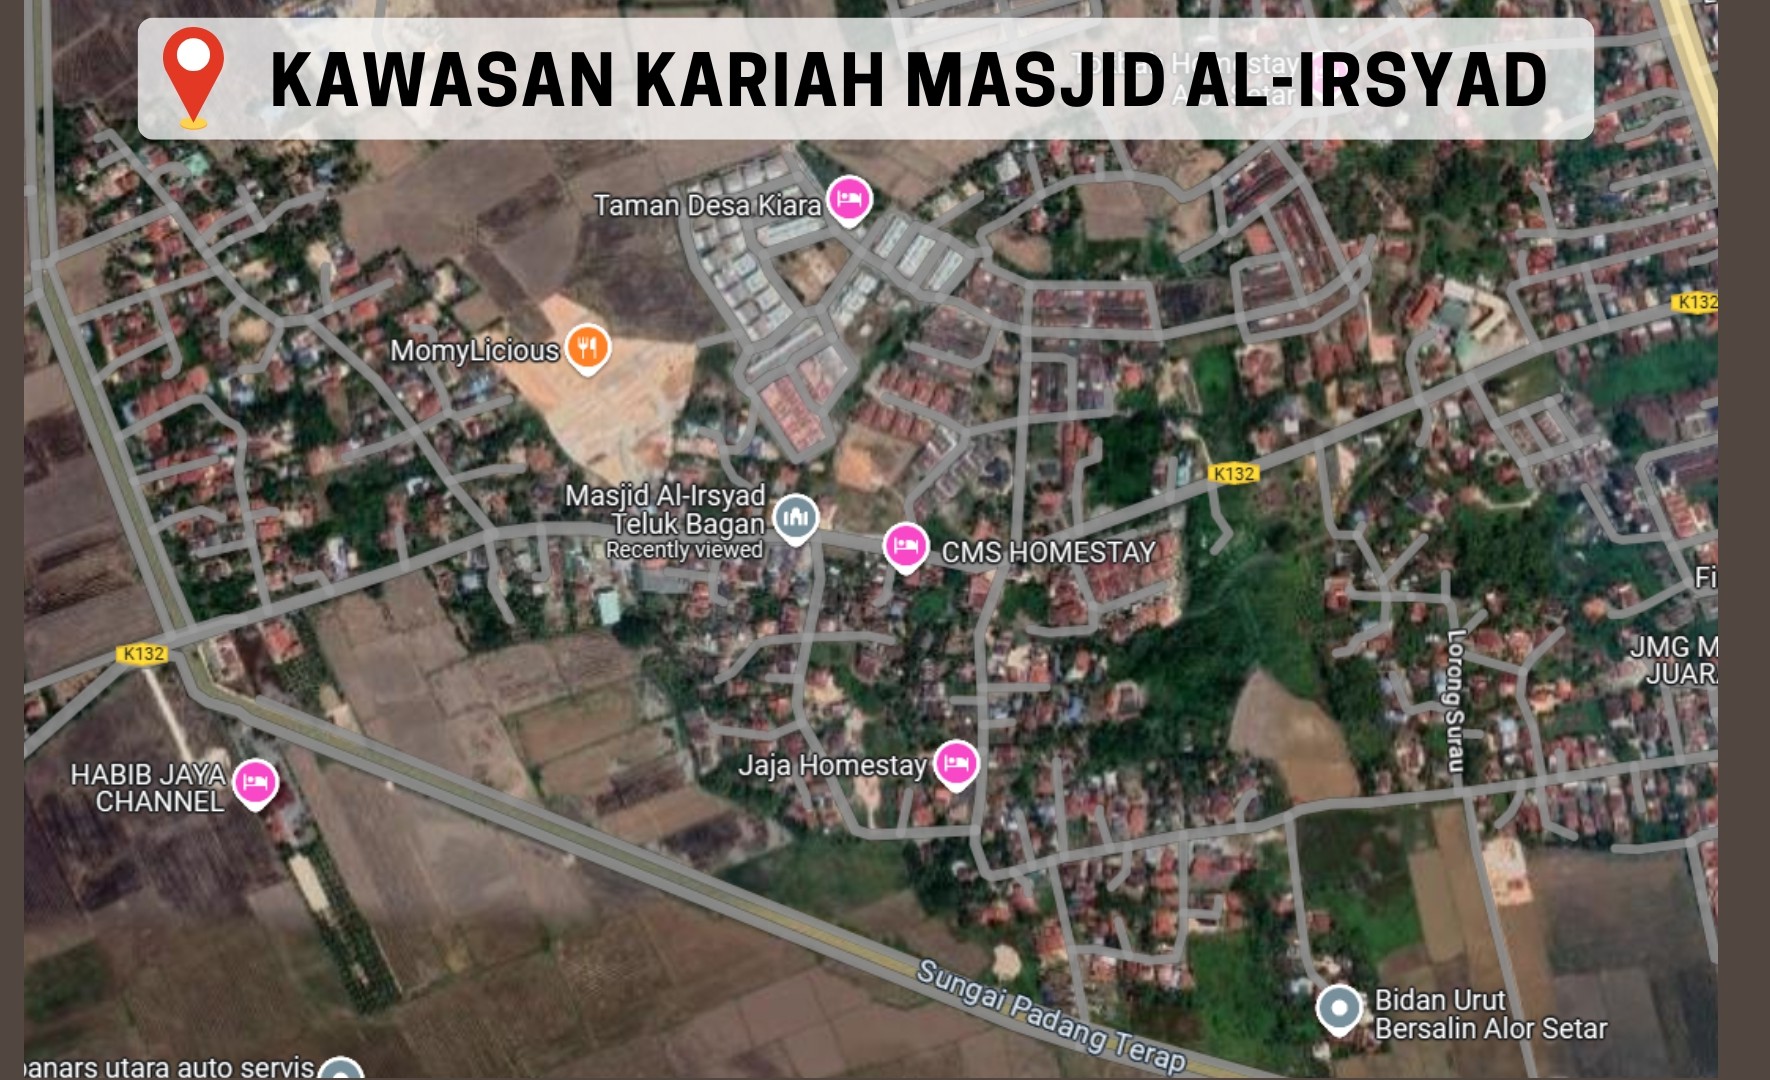 KAWASAN KARIAH MASJID AL-IRSYAD
Homestay
Taman Desa Kiara
K132
MomyLicious
K132
Masjid Al-Irsyad
Teluk Bagan
Recently viewed
CMS HOMESTAY
Fi
K132
Lorong Surau
JMG M
JUAR
HABIB JAYA
CHANNEL
Jaja Homestay
Sungai Padang Terap
Bidan Urut
Bersalin Alor Setar
anars utara auto servis